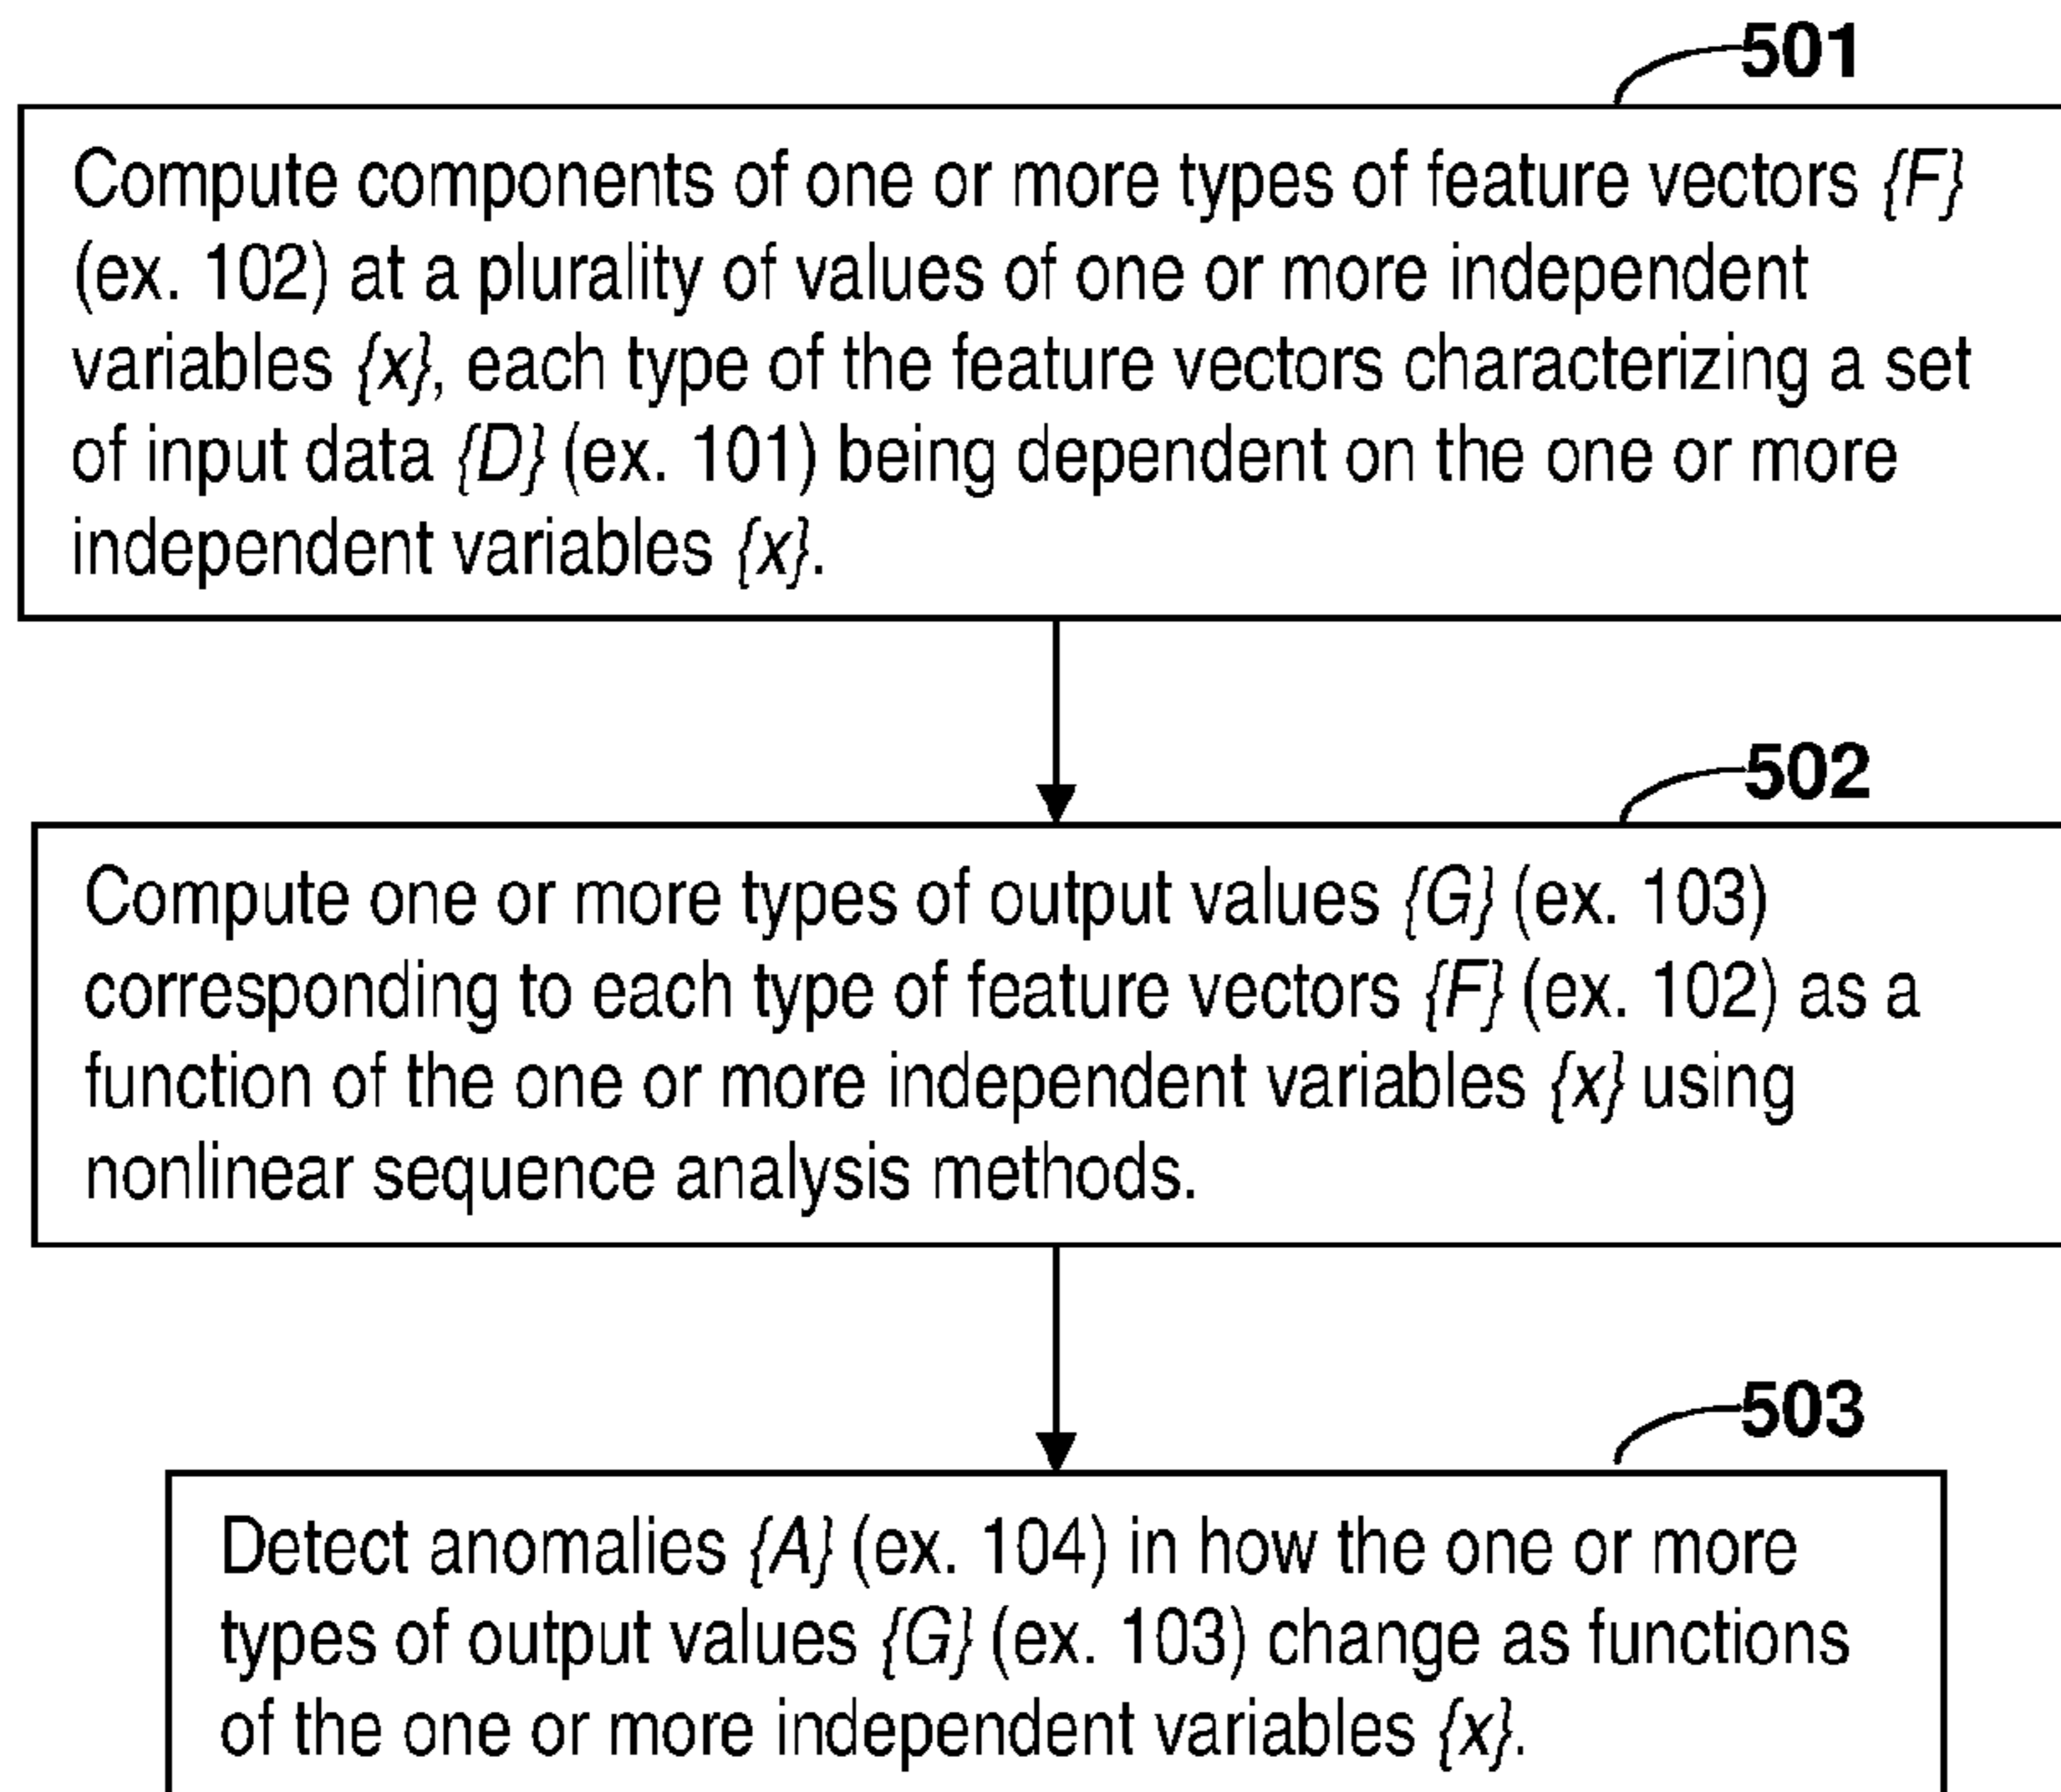 501
Compute components of one or more types of feature vectors {F}
(ex. 102) at a plurality of values of one or more independent
variables {x}, each type of the feature vectors characterizing a set
of input data {D} (ex. 101) being dependent on the one or more
independent variables {x}.
502
Compute one or more types of output values {G} (ex. 103)
corresponding to each type of feature vectors {F} (ex. 102) as a
function of the one or more independent variables {x} using
nonlinear sequence analysis methods.
503
Detect anomalies {A} (ex. 104) in how the one or more
types of output values {G} (ex. 103) change as functions
of the one or more independent variables {x}.